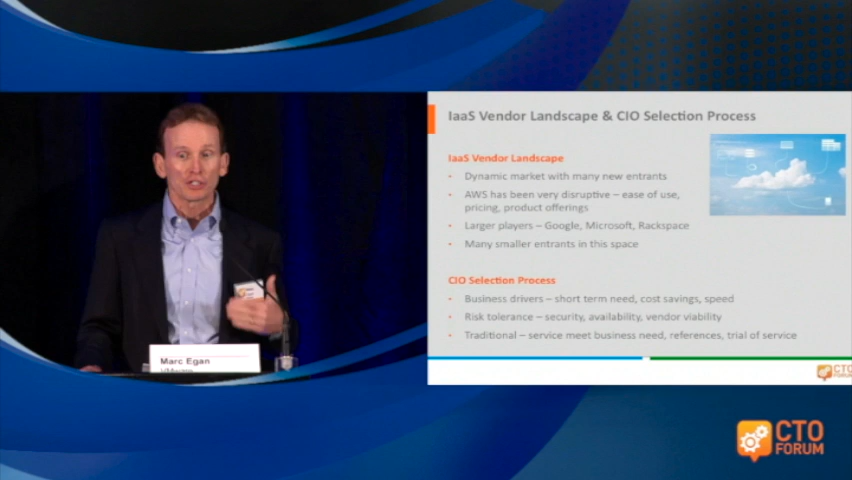 IaaS Vendor Landscape & CIO Selection Process
IaaS Vendor Landscape
• Dynamic market with many new entrants
• AWS has been very disruptive – ease of use,
pricing, product offerings
• Larger players – Google, Microsoft, Rackspace
• Many smaller entrants in this space
CIO Selection Process
• Business drivers – short term need, cost savings, speed
• Risk tolerance – security, availability, vendor viability
• Traditional – service meet business need, references, trial of service
Marc Egan
CTO
FORUM
CTO
FORUM